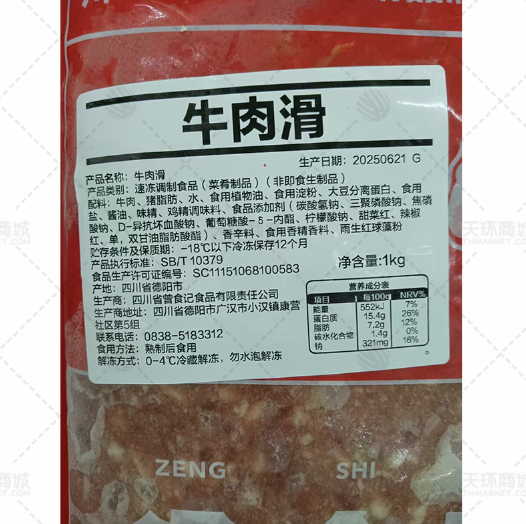 牛肉滑
生产日期：20250621 G
产品名称：牛肉滑
产品类别：速冻调制食品（菜肴制品）（非即食生制品）
配料：牛肉、猪脂肪、水、食用植物油、食用淀粉、大豆分离蛋白、食用
盐、酱油、味精、鸡精调味料、食品添加剂（碳酸氢钠、三聚磷酸钠、焦磷
酸钠、D-异抗坏血酸钠、葡萄糖酸-δ-内酯、柠檬酸钠、甜菜红、辣椒
红、单，双甘油脂肪酸酯）、香辛料、食用香精香料、雨生红球藻粉
贮存条件及保质期：-18℃以下冷冻保存12个月
产品执行标准：SB/T 10379
净含量:1kg
食品生产许可证编号：SC11151068100583
产地：四川省德阳市
生产商：四川省曾食记食品有限责任公司
生产商地址：四川省德阳市广汉市小汉镇康营
社区第5组
联系电话：0838-5183312
食用方法：熟制后食用
解冻方式：0-4℃冷藏解冻，勿水泡解冻
营养成分表
项目 每100g NRV%
能量 552kJ 7%
蛋白质 15.4g 26%
脂肪 7.2g 12%
碳水化合物 1.4g 0%
钠 321mg 16%
ZENG SHI
天环商城
THMARKET.COM